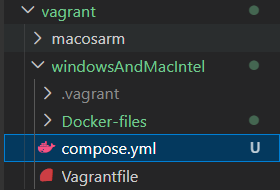 vagrant
macosarm
windowsAndMacIntel
.vagrant
Docker-files
compose.yml U
Vagrantfile